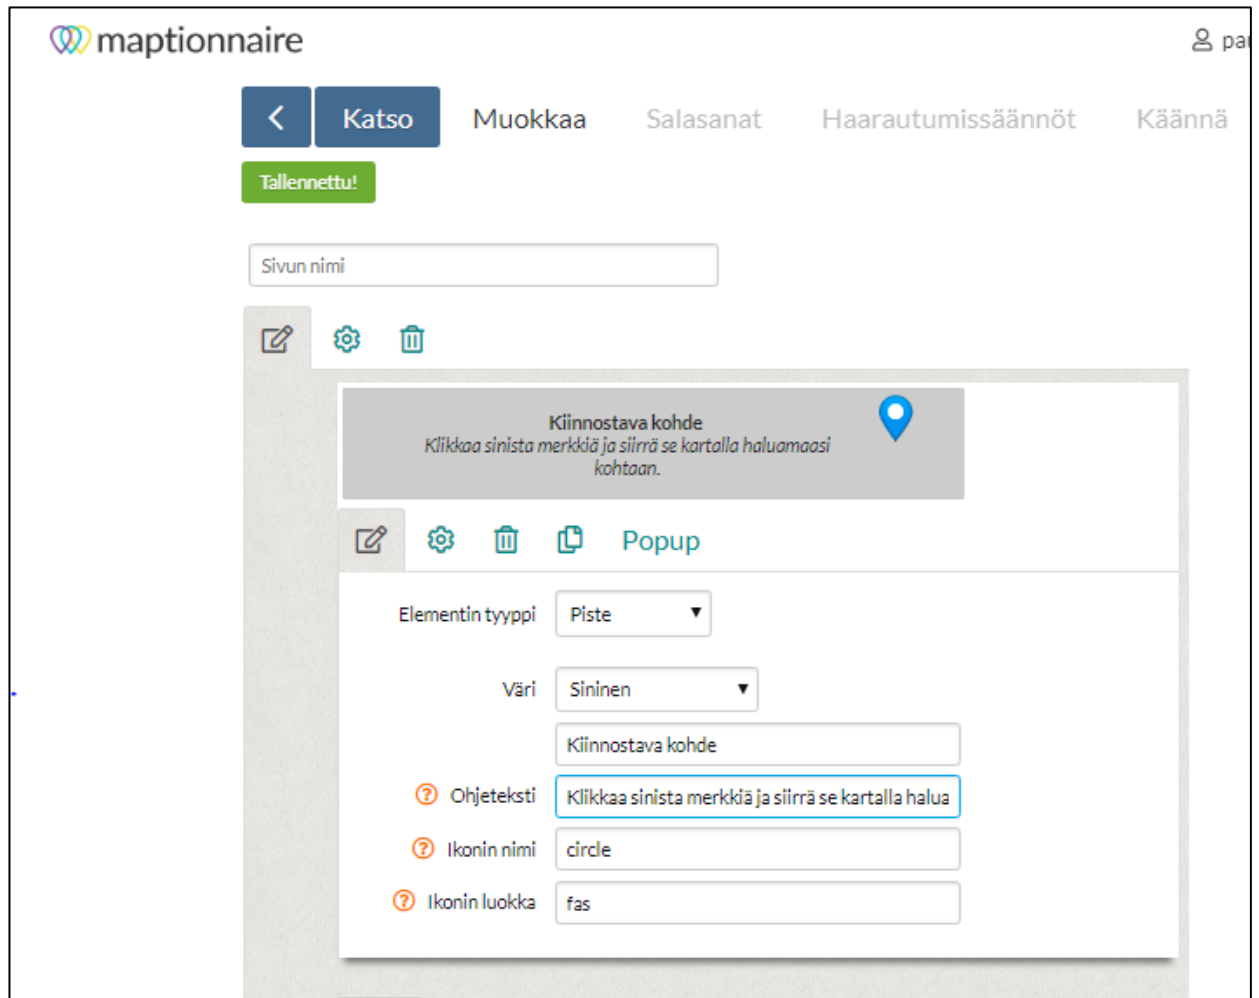 maptionnaire
Katso Muokkaa Salasanat Haarautumissäännöt Käännä
Tallennettu!
Sivun nimi
Kiinnostava kohde
Klikkaa sinista merkkiä ja siirrä se kartalla haluamaasi
kohtaan.
Popup
Elementin tyyppi Piste
Väri Sininen
Kiinnostava kohde
Ohjeteksti Klikkaa sinista merkkiä ja siirrä se kartalla halua
Ikonin nimi circle
Ikonin luokka fas